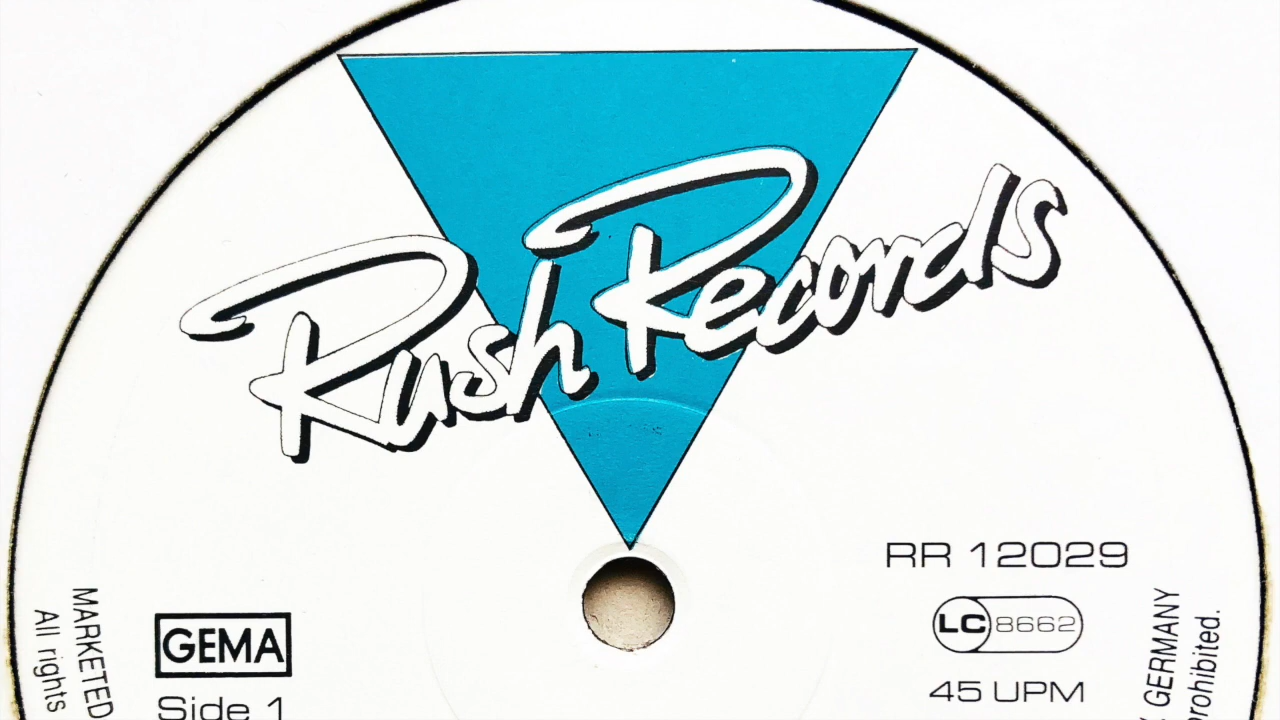 Rush Records
RR 12029
LC 8662
GEMA
45 UPM
Side 1
MARKETED
All rights
GERMANY
prohibited.